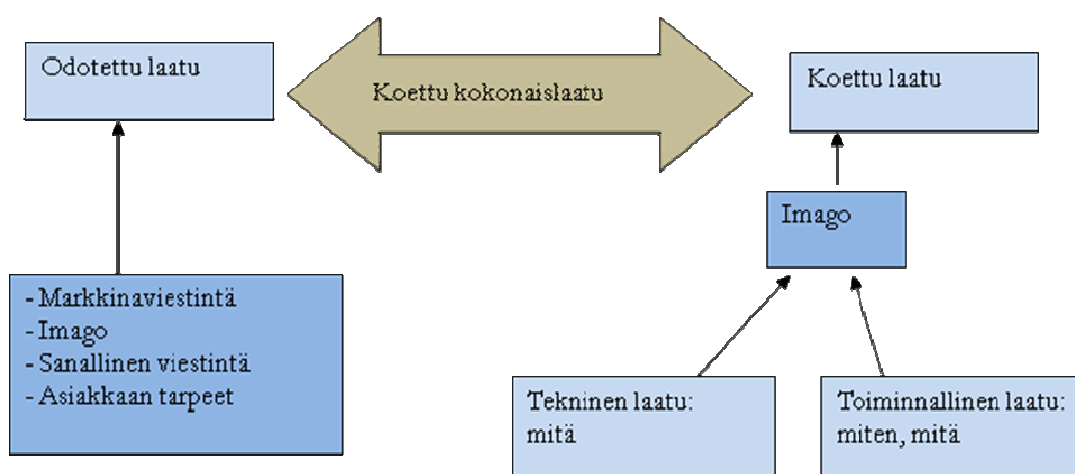 Odotettu laatu
Koettu kokonaislaatu
Koettu laatu
Imago
- Markkinaviestintä
- Imago
- Sanallinen viestintä
- Asiakkaan tarpeet
Tekninen laatu:
mitä
Toiminnallinen laatu:
miten, mitä